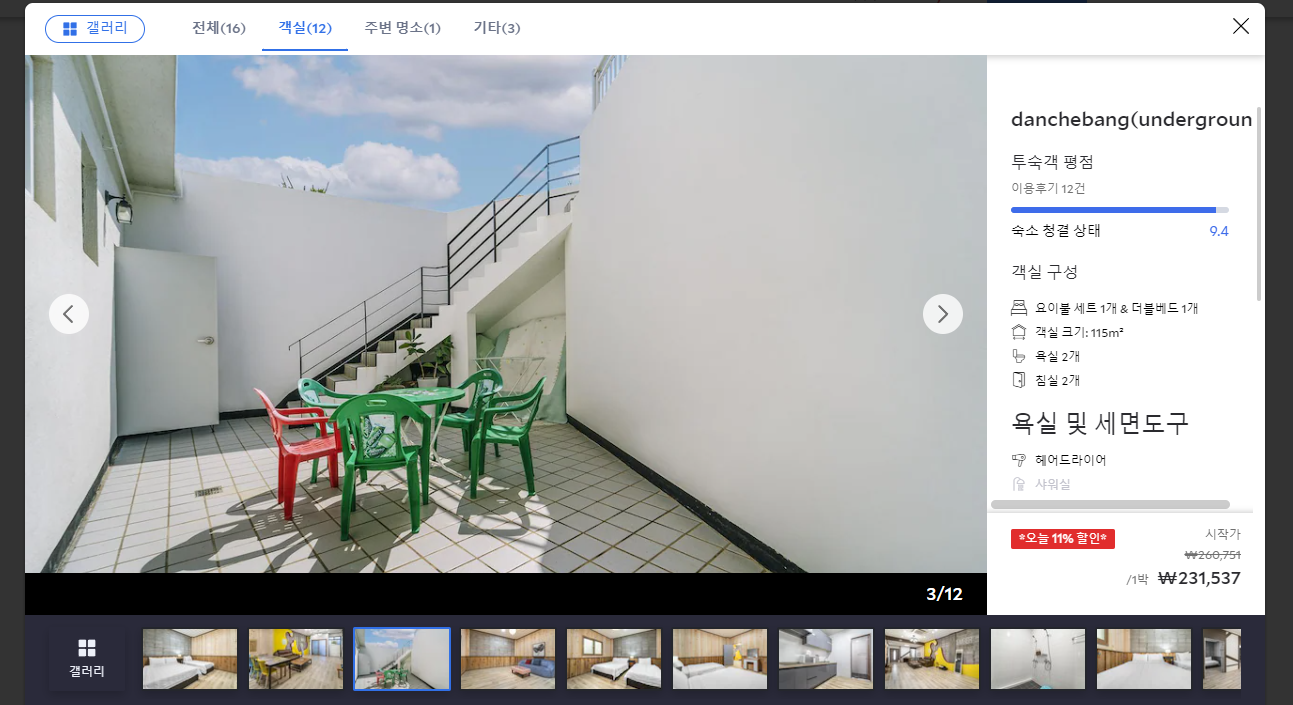 갤러리
전체(16)
객실(12)
주변 명소(1)
기타(3)
danchebang(undergroun
투숙객 평점
이용후기 12건
숙소 청결 상태
9.4
객실 구성
요이불 세트 1개 & 더블베드 1개
객실 크기: 115m²
욕실 2개
침실 2개
욕실 및 세면도구
헤어드라이어
샤워실
*오늘 11% 할인*
시작가
₩260,751
/1박 ₩231,537
3/12
갤러리